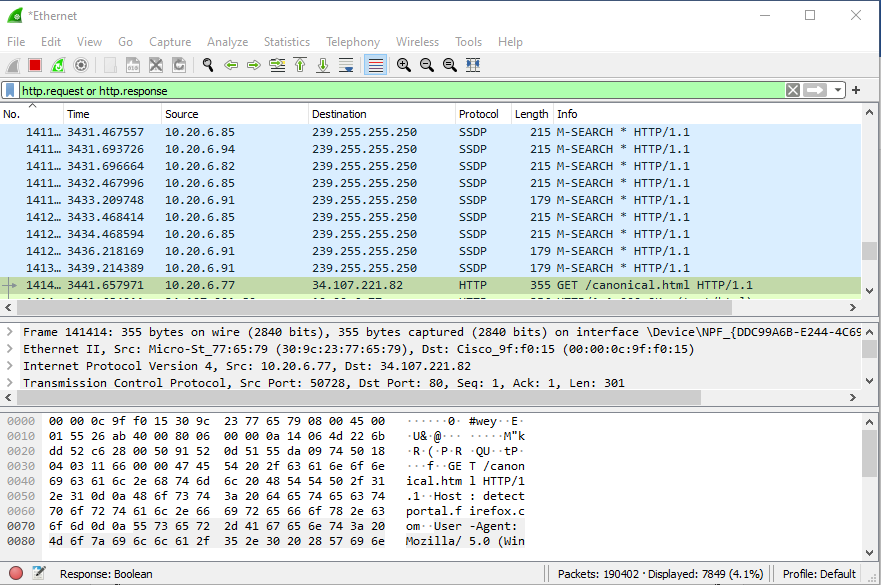 *Ethernet
File Edit View Go Capture Analyze Statistics Telephony Wireless Tools Help
http.request or http.response
No. Time Source Destination Protocol Length Info
1411… 3431.467557 10.20.6.85 239.255.255.250 SSDP 215 M-SEARCH * HTTP/1.1
1411… 3431.693726 10.20.6.94 239.255.255.250 SSDP 215 M-SEARCH * HTTP/1.1
1411… 3431.696664 10.20.6.82 239.255.255.250 SSDP 215 M-SEARCH * HTTP/1.1
1411… 3432.467996 10.20.6.85 239.255.255.250 SSDP 215 M-SEARCH * HTTP/1.1
1411… 3433.209748 10.20.6.91 239.255.255.250 SSDP 179 M-SEARCH * HTTP/1.1
1412… 3433.468414 10.20.6.85 239.255.255.250 SSDP 215 M-SEARCH * HTTP/1.1
1412… 3434.468594 10.20.6.85 239.255.255.250 SSDP 215 M-SEARCH * HTTP/1.1
1412… 3436.218169 10.20.6.91 239.255.255.250 SSDP 179 M-SEARCH * HTTP/1.1
1413… 3439.214389 10.20.6.91 239.255.255.250 SSDP 179 M-SEARCH * HTTP/1.1
1414… 3441.657971 10.20.6.77 34.107.221.82 HTTP 355 GET /canonical.html HTTP/1.1
Frame 141414: 355 bytes on wire (2840 bits), 355 bytes captured (2840 bits) on interface \Device\NPF_{DDC99A6B-E244-4C69
Ethernet II, Src: Micro-St_77:65:79 (30:9c:23:77:65:79), Dst: Cisco_9f:f0:15 (00:00:0c:9f:f0:15)
Internet Protocol Version 4, Src: 10.20.6.77, Dst: 34.107.221.82
Transmission Control Protocol, Src Port: 50728, Dst Port: 80, Seq: 1, Ack: 1, Len: 301
0000 00 00 0c 9f f0 15 30 9c 23 77 65 79 08 00 45 00 ······0· #wey··E·
0010 01 55 26 ab 40 00 80 06 00 00 0a 14 06 4d 22 6b ·U&·@··· ·····M"k
0020 dd 52 c6 28 00 50 91 52 0d 51 55 da 09 74 50 18 ·R·(·P·R ·QU··tP·
0030 04 03 11 66 00 00 47 45 54 20 2f 63 61 6e 6f 6e ···f··GE T /canon
0040 69 63 61 6c 2e 68 74 6d 6c 20 48 54 54 50 2f 31 ical.htm l HTTP/1
0050 2e 31 0d 0a 48 6f 73 74 3a 20 64 65 74 65 63 74 .1··Host : detect
0060 70 6f 72 74 61 6c 2e 66 69 72 65 66 6f 78 2e 63 portal.f irefox.c
0070 6f 6d 0d 0a 55 73 65 72 2d 41 67 65 6e 74 3a 20 om··User -Agent:
0080 4d 6f 7a 69 6c 6c 61 2f 35 2e 30 20 28 57 69 6e Mozilla/ 5.0 (Win
Response: Boolean Packets: 190402 · Displayed: 7849 (4.1%) Profile: Default